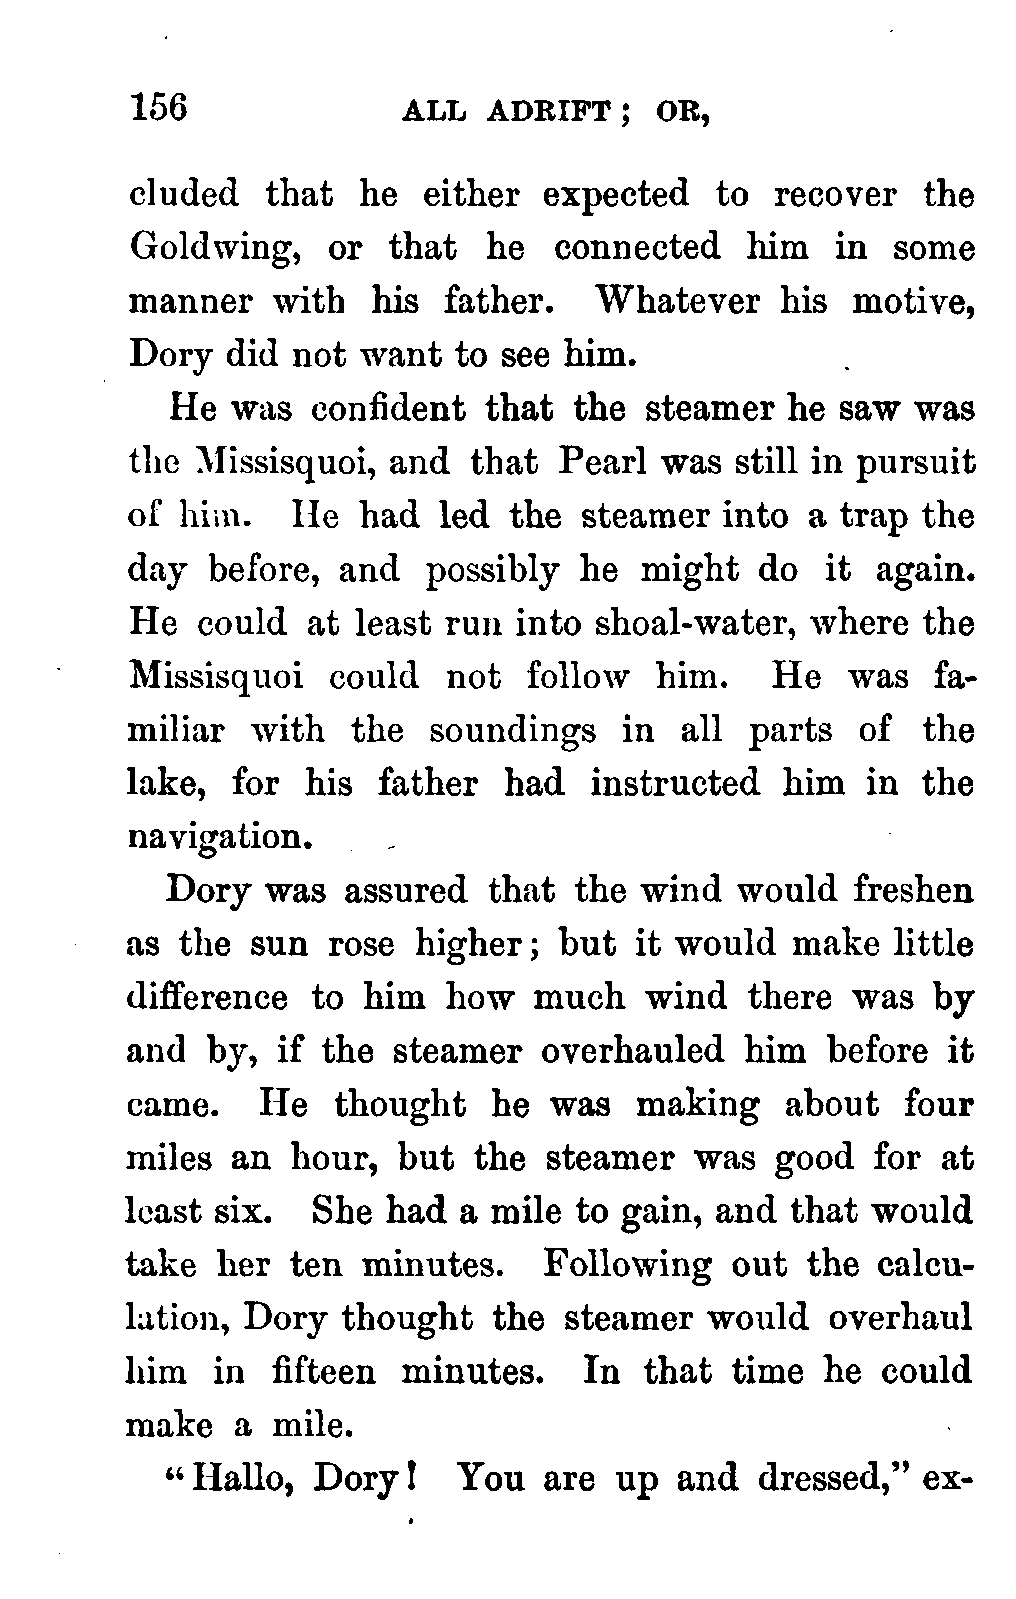 156 ALL ADRIFT; OR,
cluded that he either expected to recover the
Goldwing, or that he connected him in some
manner with his father. Whatever his motive,
Dory did not want to see him.
He was confident that the steamer he saw was
the Missisquoi, and that Pearl was still in pursuit
of him. He had led the steamer into a trap the
day before, and possibly he might do it again.
He could at least run into shoal-water, where the
Missisquoi could not follow him. He was fa-
miliar with the soundings in all parts of the
lake, for his father had instructed him in the
navigation.
Dory was assured that the wind would freshen
as the sun rose higher; but it would make little
difference to him how much wind there was by
and by, if the steamer overhauled him before it
came. He thought he was making about four
miles an hour, but the steamer was good for at
least six. She had a mile to gain, and that would
take her ten minutes. Following out the calcu-
lation, Dory thought the steamer would overhaul
him in fifteen minutes. In that time he could
make a mile.
"Hallo, Dory! You are up and dressed," ex-